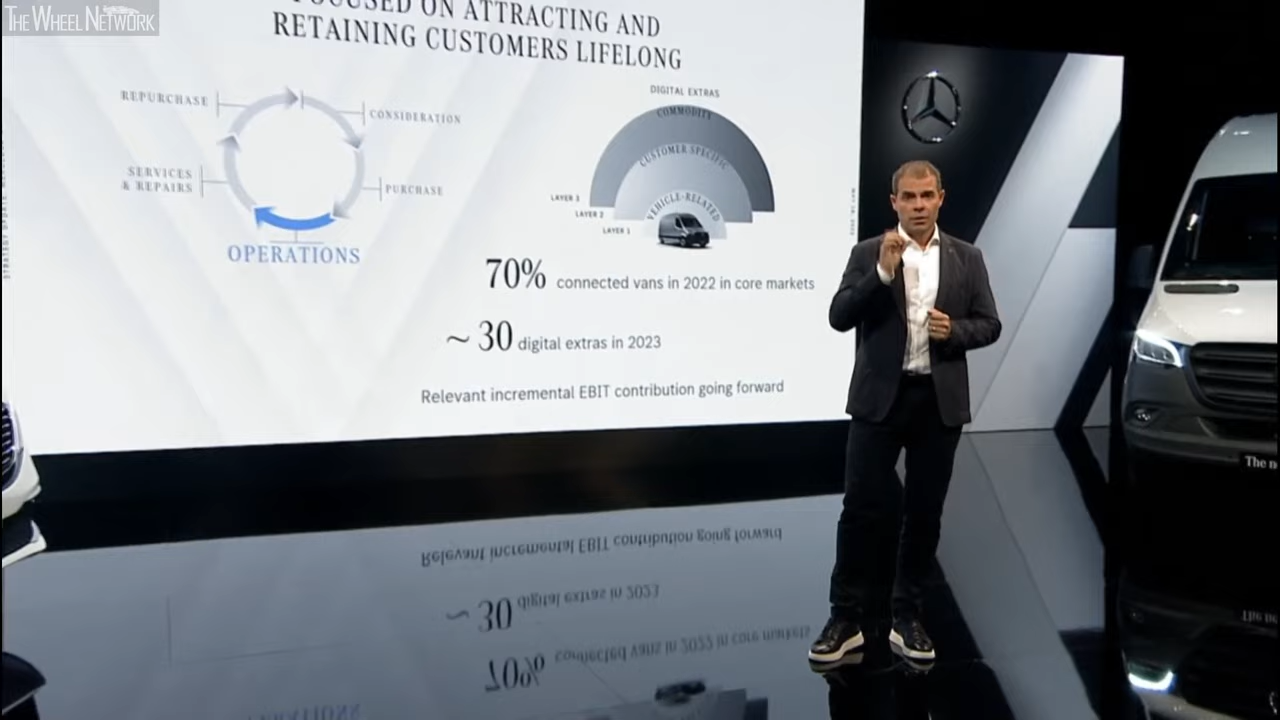 THE WHEEL NETWORK
FOCUSED ON ATTRACTING AND
RETAINING CUSTOMERS LIFELONG
REPURCHASE
CONSIDERATION
SERVICES
& REPAIRS
PURCHASE
OPERATIONS
DIGITAL EXTRAS
COMMODITY
CUSTOMER SPECIFIC
VEHICLE-RELATED
LAYER 3
LAYER 2
LAYER 1
70% connected vans in 2022 in core markets
~ 30 digital extras in 2023
Relevant incremental EBIT contribution going forward
The